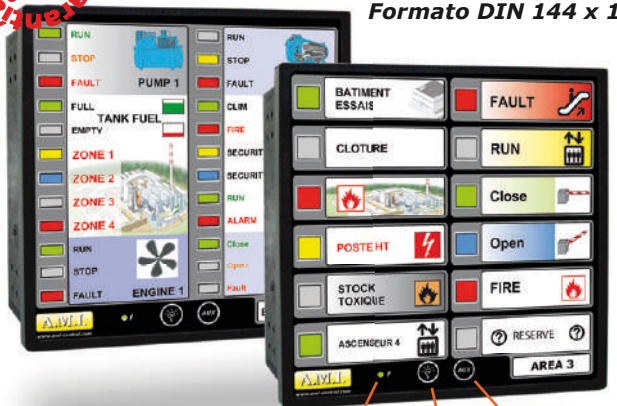 Formato DIN 144 x 1
RUN
STOP
FAULT
PUMP 1
FULL
TANK FUEL
EMPTY
ZONE 1
ZONE 2
ZONE 3
ZONE 4
RUN
STOP
FAULT
ENGINE 1
A.M.I.
AUX
RUN
STOP
FAULT
CLIM
FIRE
SECURIT
SECURIT
RUN
ALARM
Close
Open
Fault
BATIMENT
ESSAIS
CLOTURE
POSTE HT
STOCK
TOXIQUE
ASCENSEUR 4
FAULT
RUN
Close
Open
FIRE
? RESERVE ?
AREA 3
A.M.I.
AUX